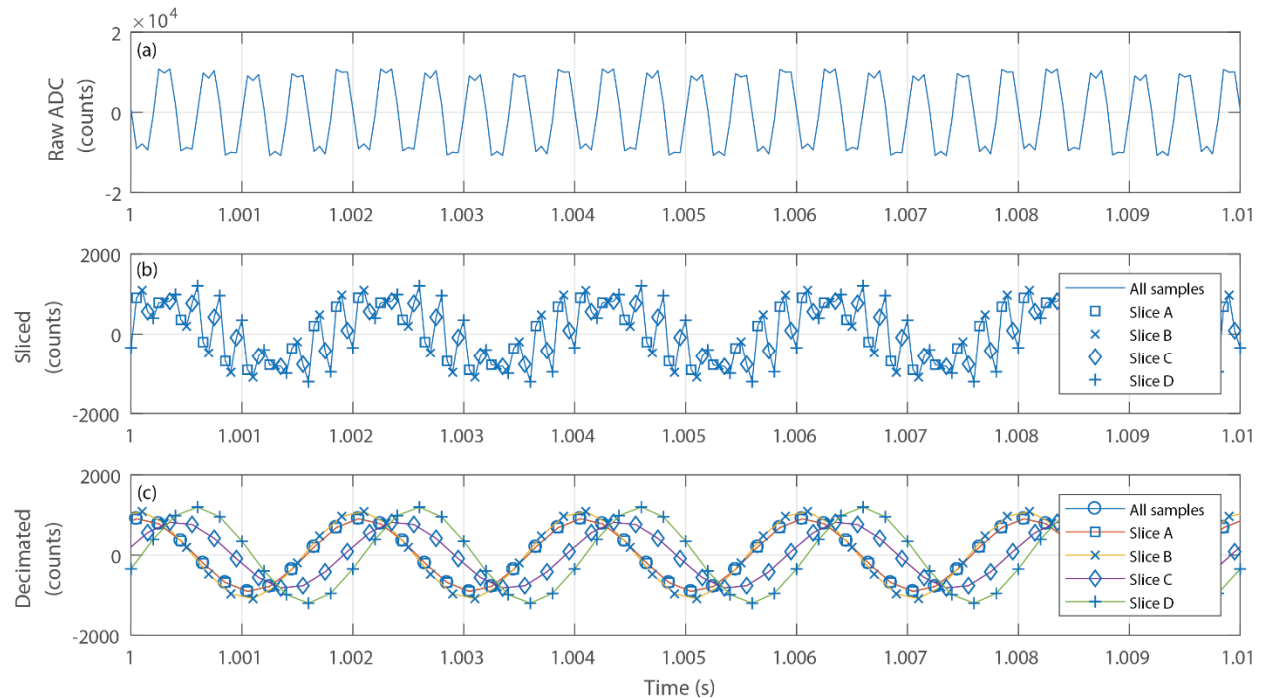 ×10⁴
(a)
Raw ADC
(counts)
2
0
-2
1 1.001 1.002 1.003 1.004 1.005 1.006 1.007 1.008 1.009 1.01
(b)
Sliced
(counts)
2000
0
-2000
All samples
Slice A
Slice B
Slice C
Slice D
1 1.001 1.002 1.003 1.004 1.005 1.006 1.007 1.008 1.009 1.01
(c)
Decimated
(counts)
2000
0
-2000
All samples
Slice A
Slice B
Slice C
Slice D
1 1.001 1.002 1.003 1.004 1.005 1.006 1.007 1.008 1.009 1.01
Time (s)